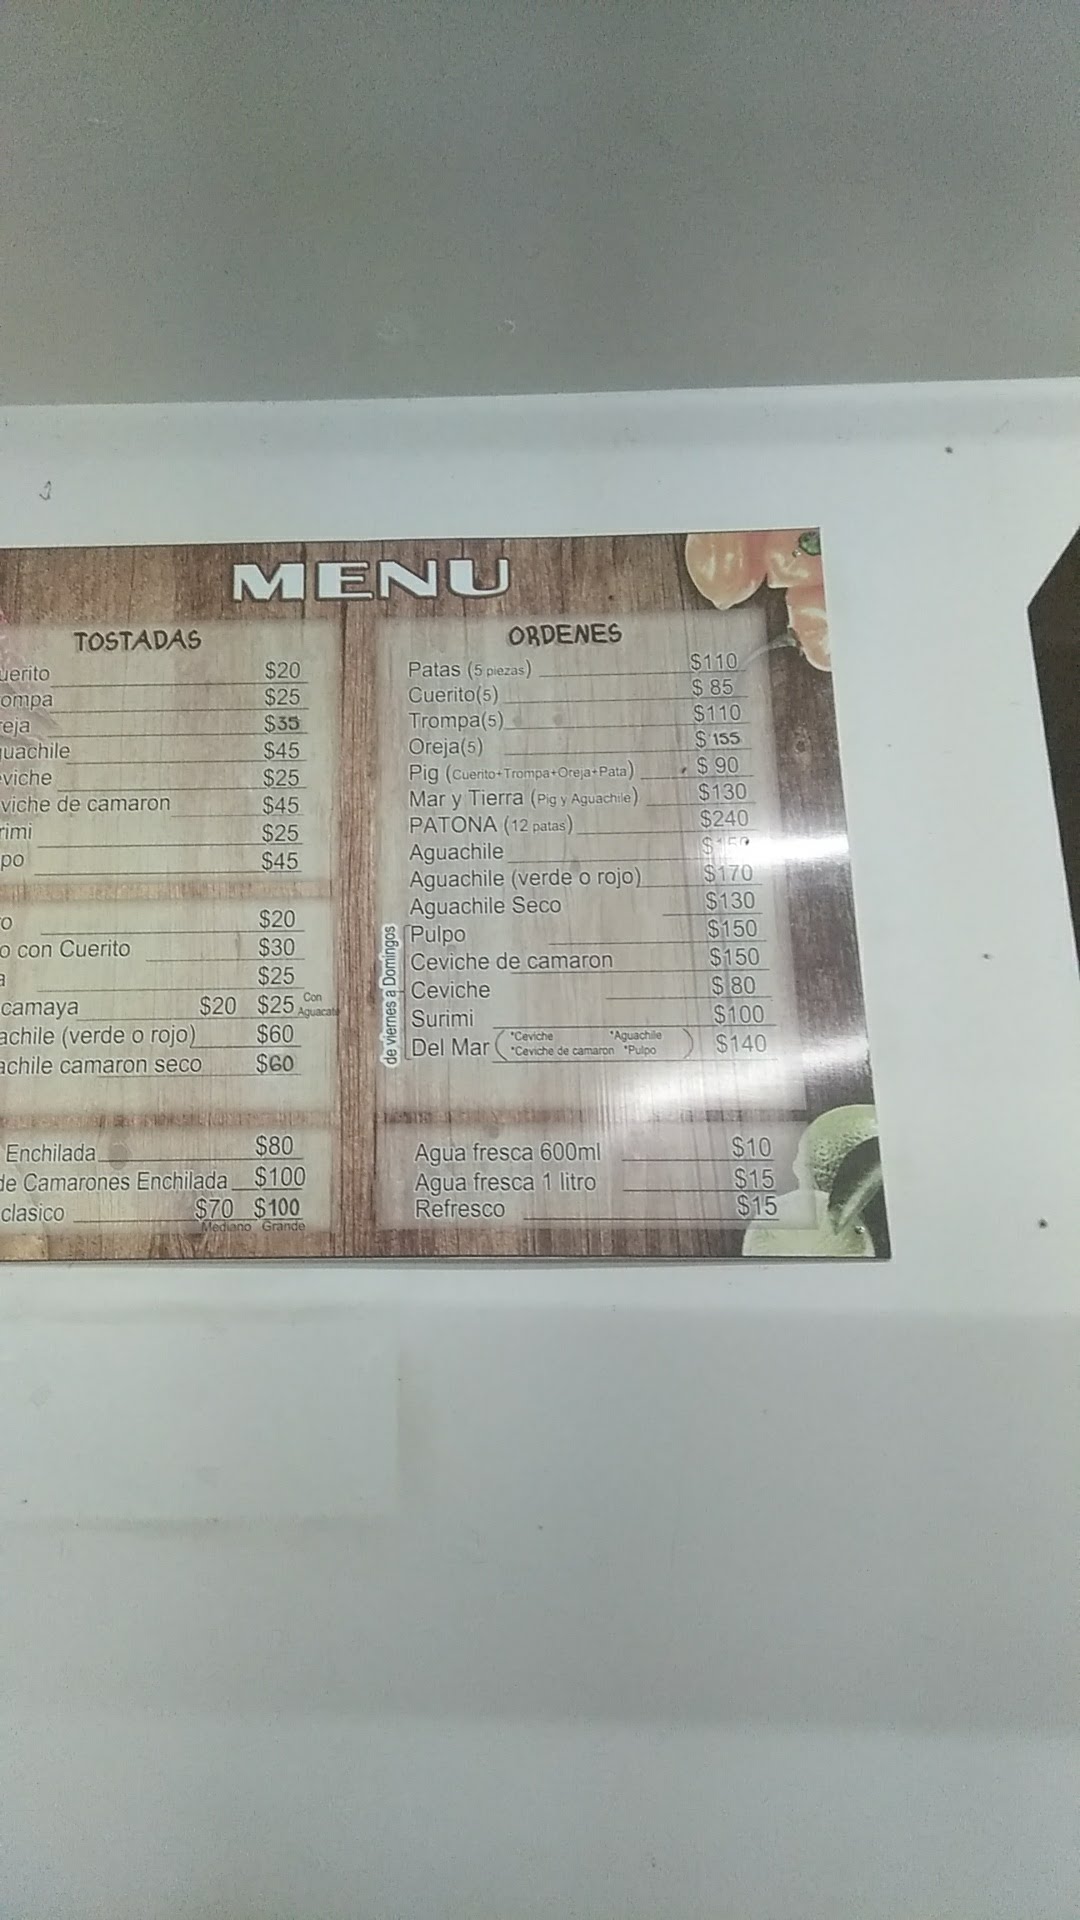 MENU
TOSTADAS
uerito $20
ompa $25
reja $35
guachile $45
viche $25
viche de camaron $45
rimi $25
po $45
o $20
o con Cuerito $30
a $25
camaya $20 $25 Con Aguacate
achile (verde o rojo) $60
achile camaron seco $60
Enchilada $80
de Camarones Enchilada $100
clasico $70 $100
Mediano Grande
ORDENES
Patas (5 piezas) $110
Cuerito(5) $ 85
Trompa(5) $110
Oreja(5) $ 155
Pig (Cuerito+Trompa+Oreja+Pata) $ 90
Mar y Tierra (Pig y Aguachile) $130
PATONA (12 patas) $240
Aguachile $150
Aguachile (verde o rojo) $170
Aguachile Seco $130
de viernes a Domingos
Pulpo $150
Ceviche de camaron $150
Ceviche $ 80
Surimi $100
Del Mar (*Ceviche *Aguachile *Ceviche de camaron *Pulpo) $140
Agua fresca 600ml $10
Agua fresca 1 litro $15
Refresco $15